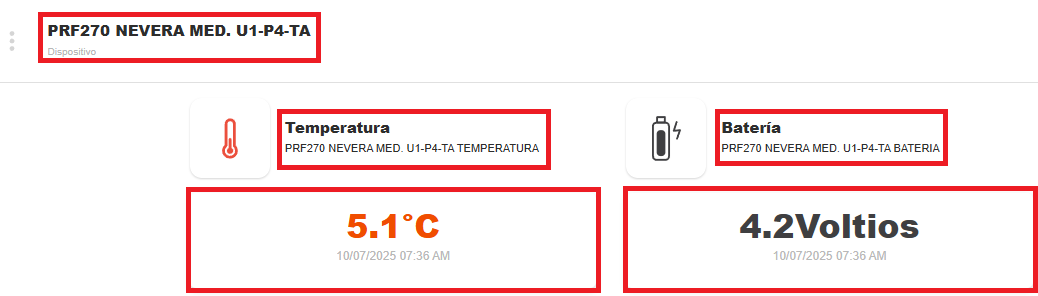 PRF270 NEVERA MED. U1-P4-TA
Dispositivo
Temperatura
PRF270 NEVERA MED. U1-P4-TA TEMPERATURA
Batería
PRF270 NEVERA MED. U1-P4-TA BATERIA
5.1°C
10/07/2025 07:36 AM
4.2Voltios
10/07/2025 07:36 AM